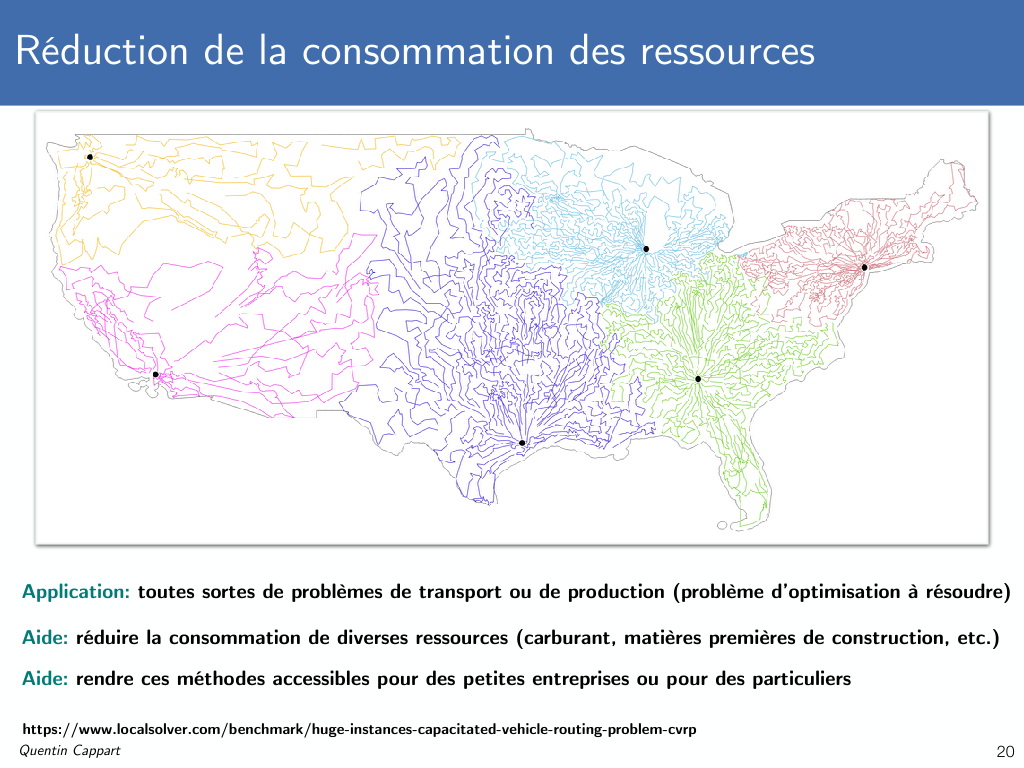 Réduction de la consommation des ressources
Application: toutes sortes de problèmes de transport ou de production (problème d'optimisation à résoudre)
Aide: réduire la consommation de diverses ressources (carburant, matières premières de construction, etc.)
Aide: rendre ces méthodes accessibles pour des petites entreprises ou pour des particuliers
https://www.localsolver.com/benchmark/huge-instances-capacitated-vehicle-routing-problem-cvrp
Quentin Cappart
20